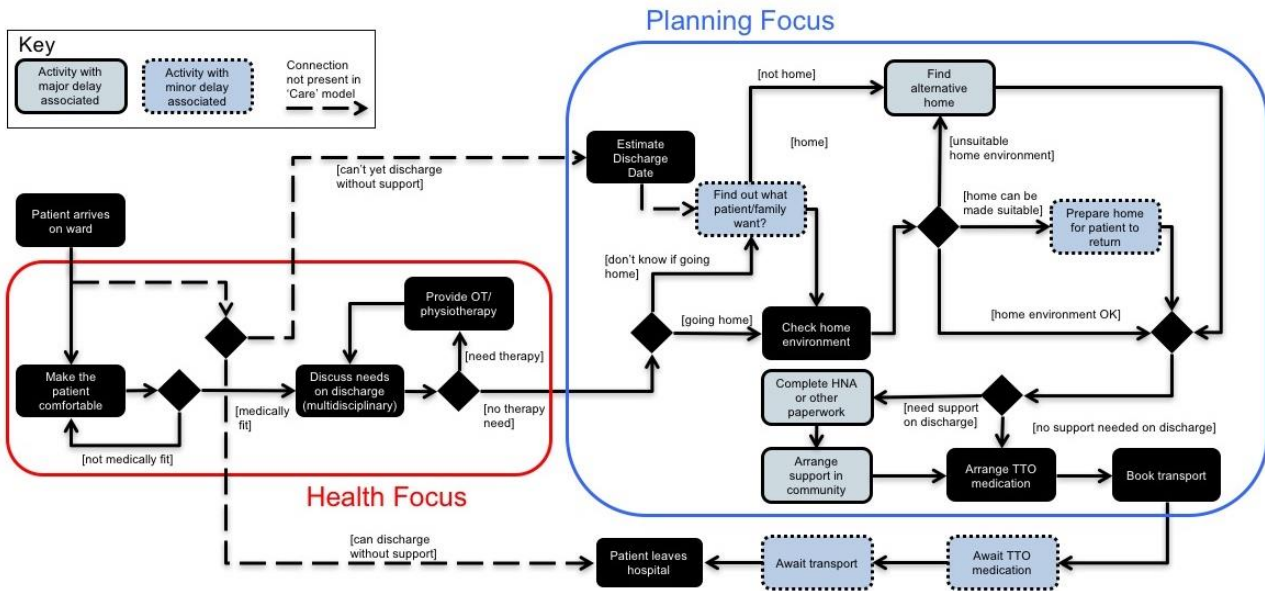 Planning Focus
Key
Activity with
major delay
associated
Activity with
minor delay
associated
Connection
not present in
‘Care’ model
[not home]
Find
alternative
home
Estimate
Discharge
Date
[home]
[unsuitable
home environment]
[can’t yet discharge
without support]
Find out what
patient/family
want?
[home can be
made suitable]
Prepare home
for patient to
return
Patient arrives
on ward
[don’t know if going
home]
Provide OT/
physiotherapy
[going home]
Check home
environment
[home environment OK]
[need therapy]
Make the
patient
comfortable
Discuss needs
on discharge
(multidisciplinary)
[medically
fit]
[no therapy
need]
Complete HNA
or other
paperwork
[need support
on discharge]
[no support needed on discharge]
[not medically fit]
Arrange
support in
community
Arrange TTO
medication
Book transport
Health Focus
[can discharge
without support]
Patient leaves
hospital
Await transport
Await TTO
medication